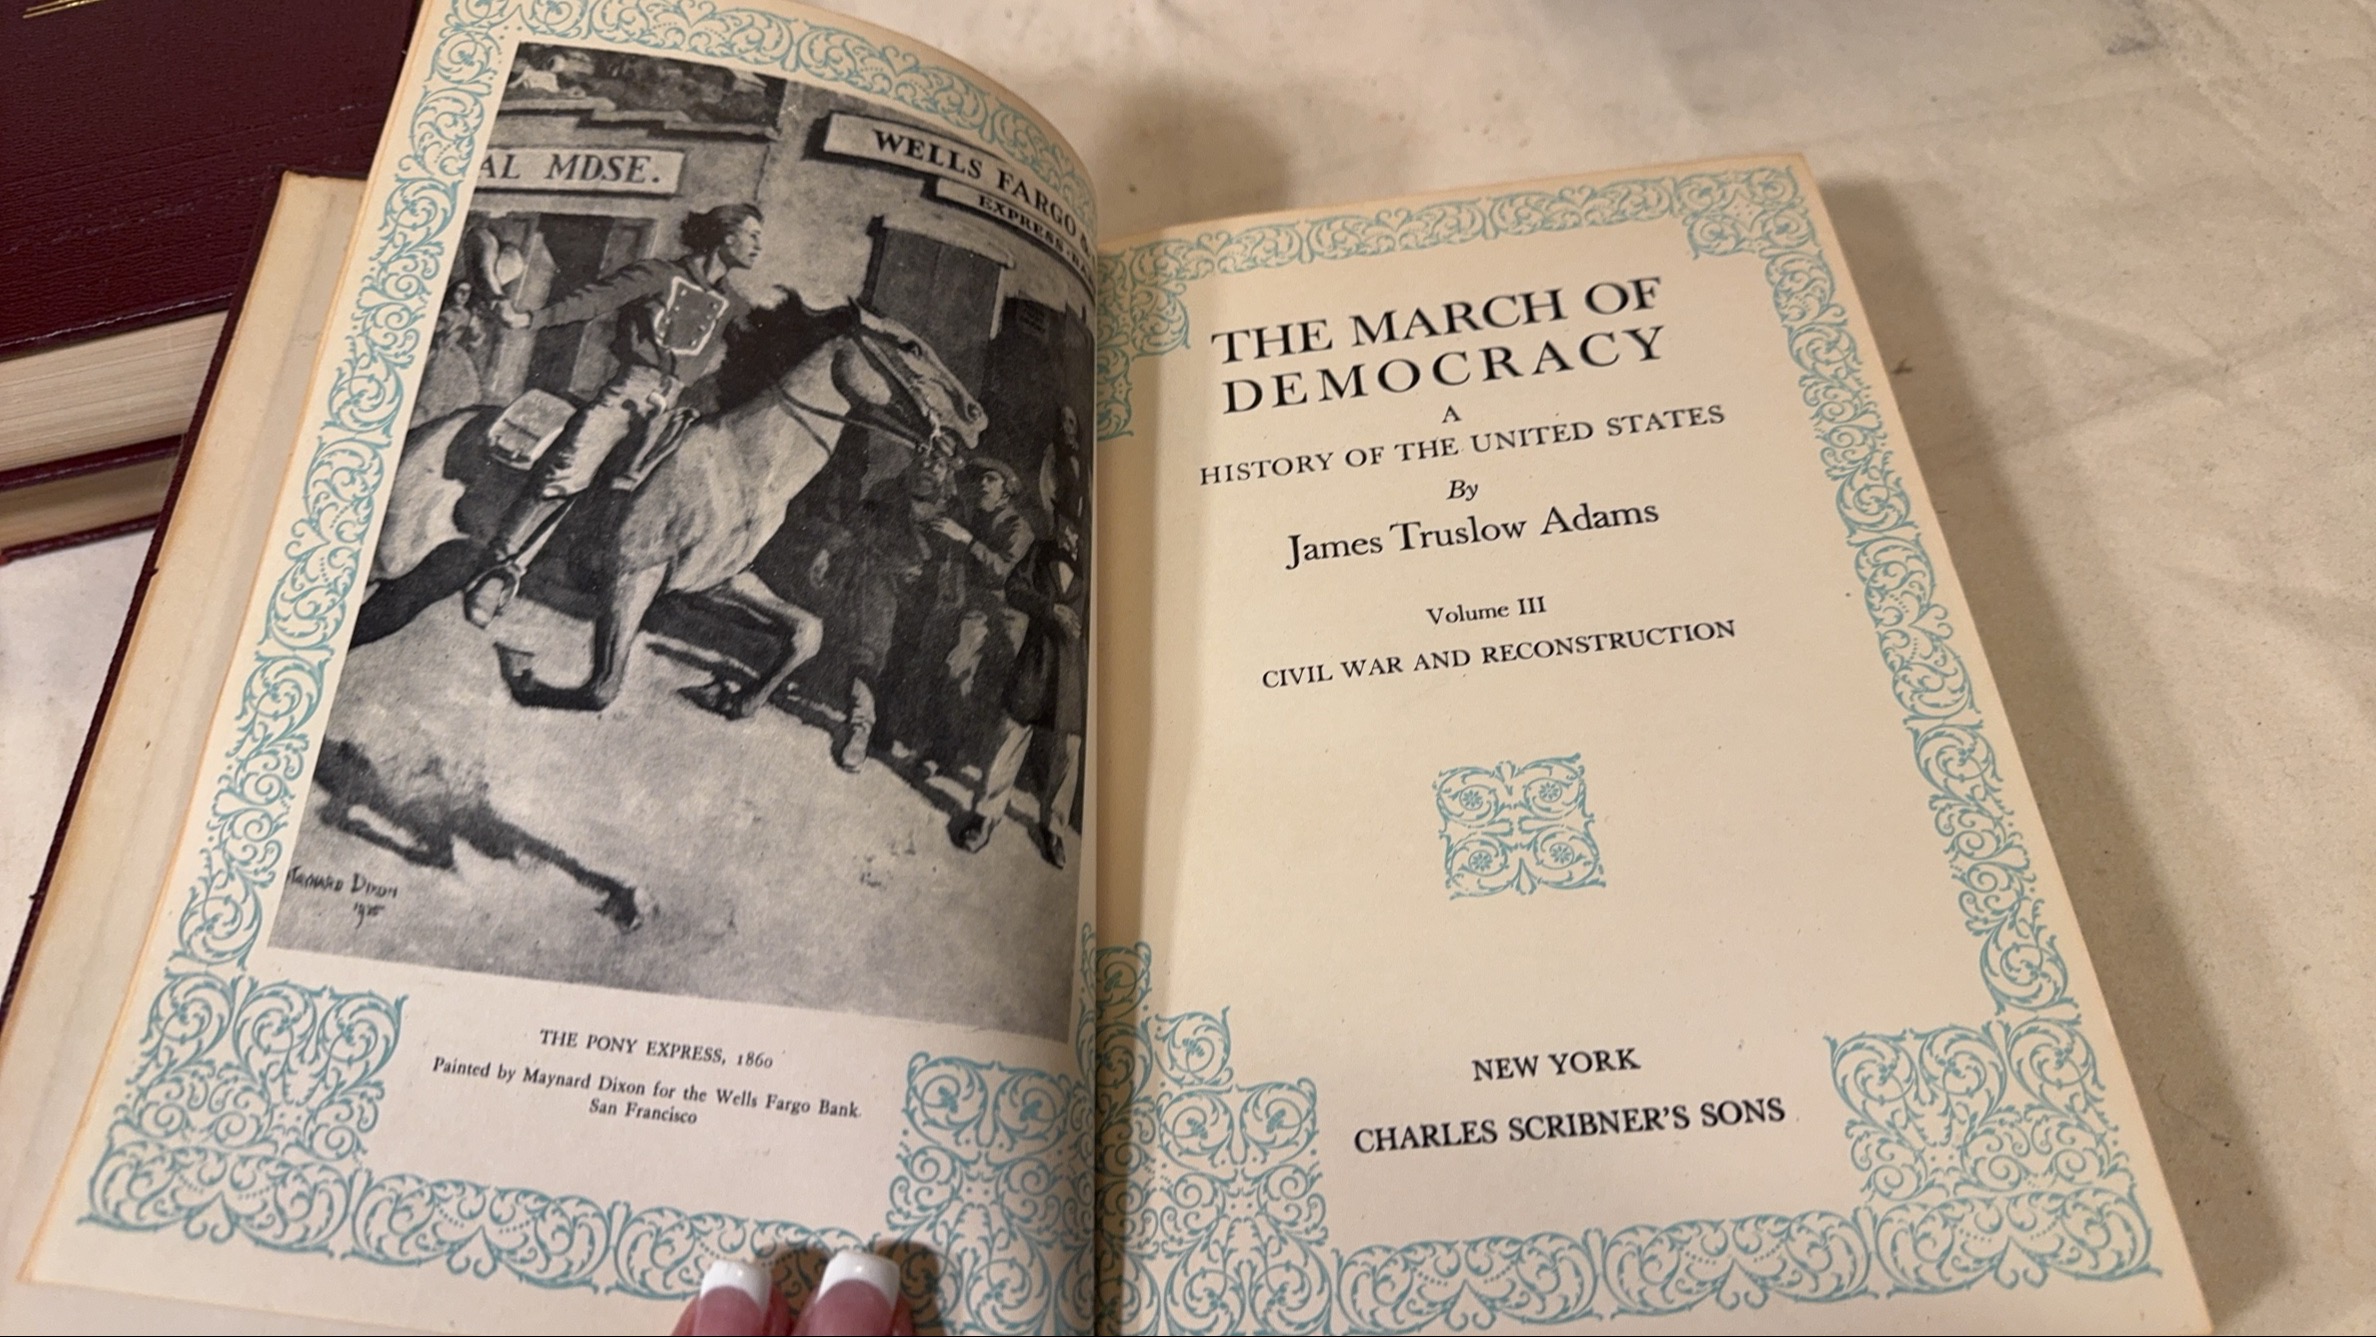 AL MDSE.
WELLS FARGO &
EXPRESS
MAYNARD DIXON
THE PONY EXPRESS, 1860
Painted by Maynard Dixon for the Wells Fargo Bank
San Francisco
THE MARCH OF
DEMOCRACY
A
HISTORY OF THE UNITED STATES
By
James Truslow Adams
Volume III
CIVIL WAR AND RECONSTRUCTION
NEW YORK
CHARLES SCRIBNER'S SONS